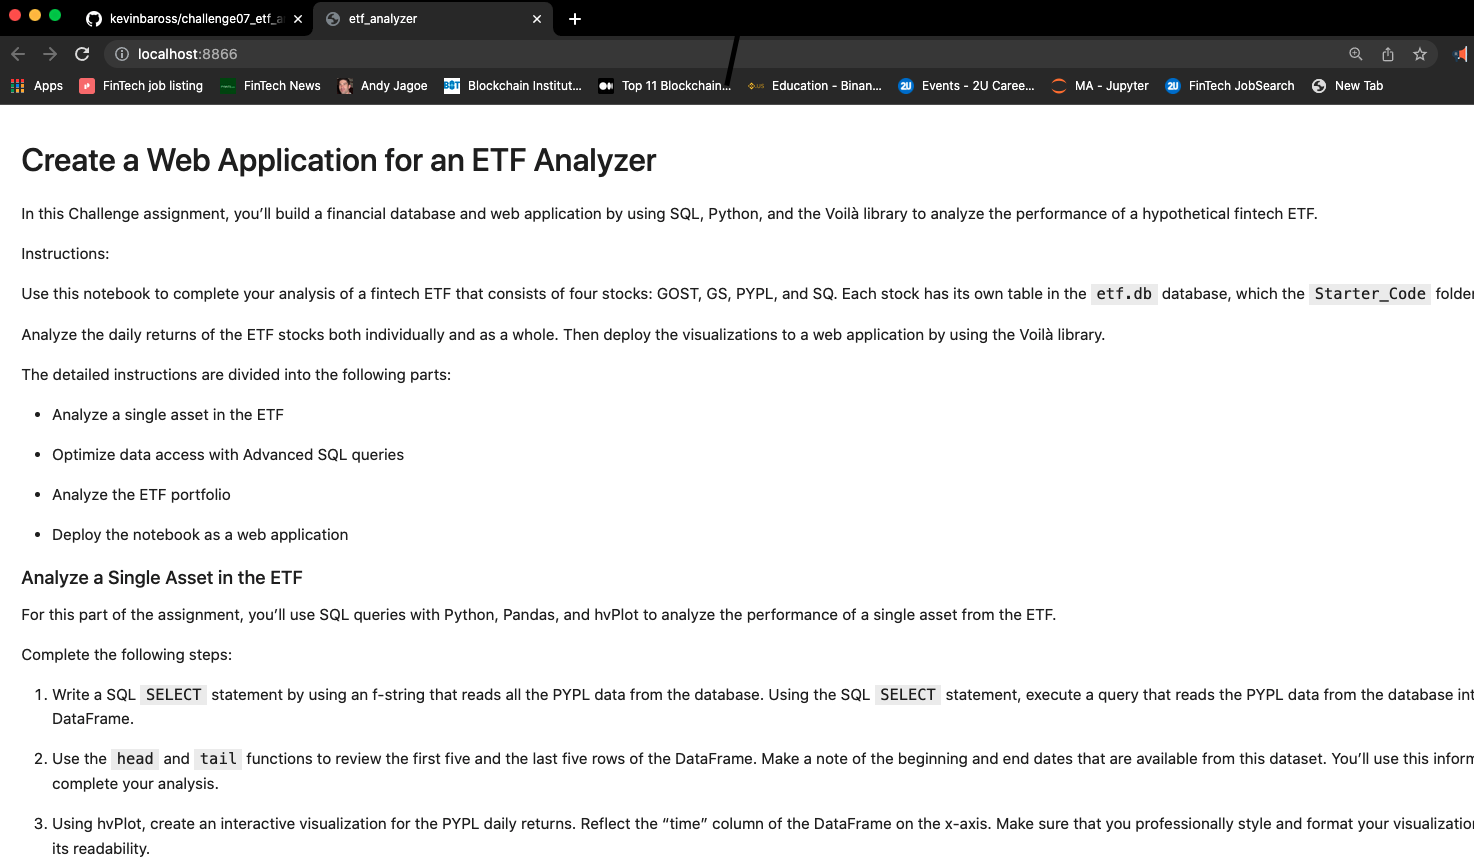 kevinbaross/challenge07_etf_a
etf_analyzer
localhost:8866
Apps
FinTech job listing
FinTech News
Andy Jagoe
Blockchain Institut...
Top 11 Blockchain...
Education - Binan...
2U
Events - 2U Caree...
MA - Jupyter
2U
FinTech JobSearch
New Tab
Create a Web Application for an ETF Analyzer
In this Challenge assignment, you’ll build a financial database and web application by using SQL, Python, and the Voilà library to analyze the performance of a hypothetical fintech ETF.
Instructions:
Use this notebook to complete your analysis of a fintech ETF that consists of four stocks: GOST, GS, PYPL, and SQ. Each stock has its own table in the etf.db database, which the Starter_Code folder
Analyze the daily returns of the ETF stocks both individually and as a whole. Then deploy the visualizations to a web application by using the Voilà library.
The detailed instructions are divided into the following parts:
• Analyze a single asset in the ETF
• Optimize data access with Advanced SQL queries
• Analyze the ETF portfolio
• Deploy the notebook as a web application
Analyze a Single Asset in the ETF
For this part of the assignment, you’ll use SQL queries with Python, Pandas, and hvPlot to analyze the performance of a single asset from the ETF.
Complete the following steps:
1. Write a SQL SELECT statement by using an f-string that reads all the PYPL data from the database. Using the SQL SELECT statement, execute a query that reads the PYPL data from the database int
DataFrame.
2. Use the head and tail functions to review the first five and the last five rows of the DataFrame. Make a note of the beginning and end dates that are available from this dataset. You’ll use this inform
complete your analysis.
3. Using hvPlot, create an interactive visualization for the PYPL daily returns. Reflect the “time” column of the DataFrame on the x-axis. Make sure that you professionally style and format your visualizatio
its readability.